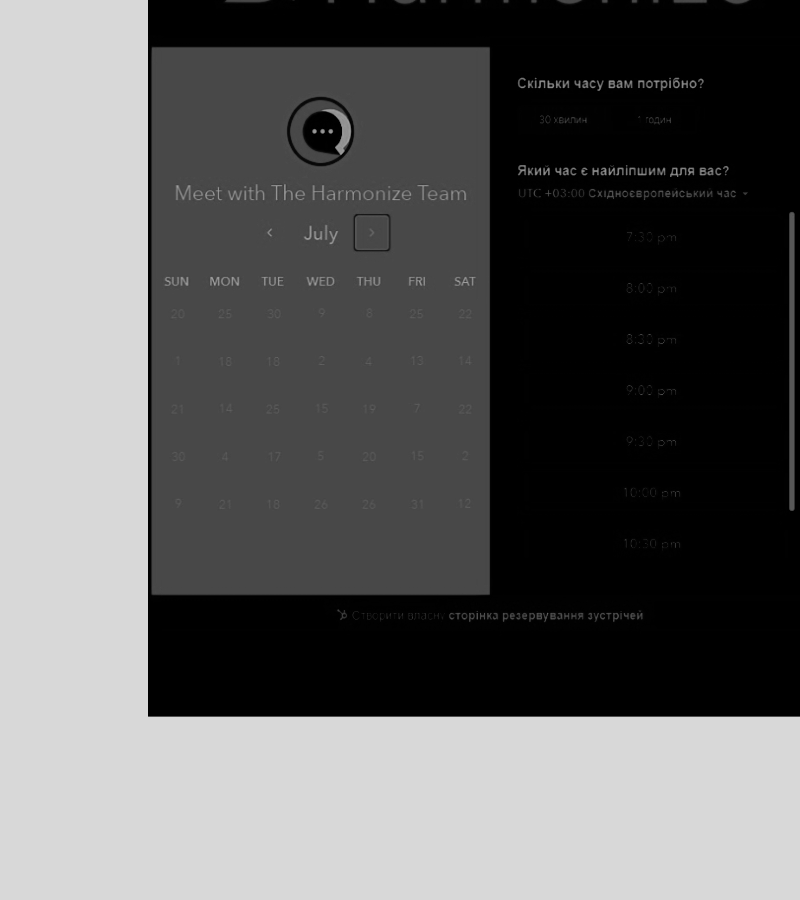 Harmonize
Meet with The Harmonize Team
July
SUN MON TUE WED THU FRI SAT
20 25 30 9 8 25 22
1 18 18 2 4 13 14
21 14 25 15 19 7 22
30 4 17 5 20 15 2
9 21 18 26 26 31 12
Скільки часу вам потрібно?
30 хвилин 1 годин
Який час є найліпшим для вас?
UTC +03:00 Східноєвропейський час
7:30 pm
8:00 pm
8:30 pm
9:00 pm
9:30 pm
10:00 pm
10:30 pm
Створити власну сторінка резервування зустрічей